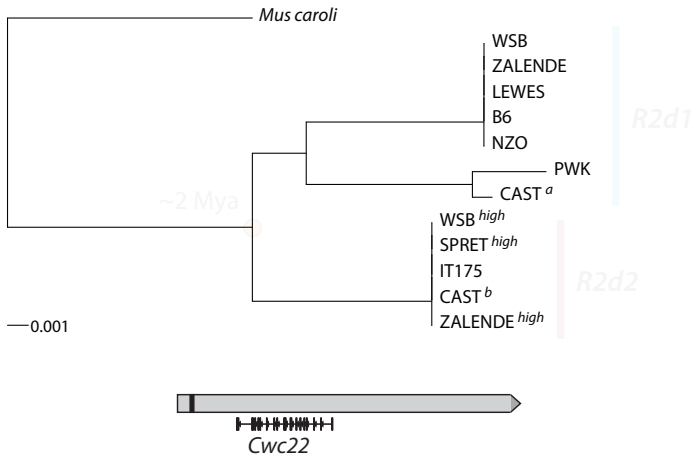 Mus caroli
WSB
ZALENDE
LEWES
B6
NZO
R2d1
PWK
CAST a
~2 Mya
WSB high
SPRET high
IT175
R2d2
CAST b
ZALENDE high
0.001
Cwc22